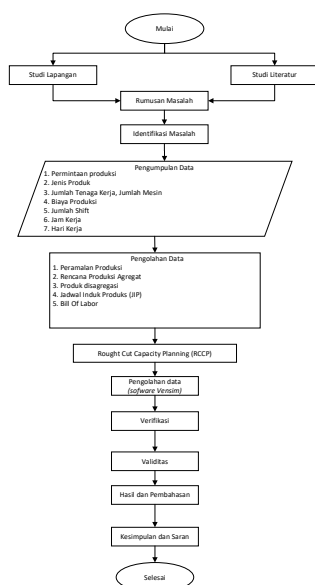 Mulai
Studi Lapangan
Studi Literatur
Rumusan Masalah
Identifikasi Masalah
Pengumpulan Data
1. Permintaan produksi
2. Jenis Produk
3. Jumlah Tenaga Kerja, Jumlah Mesin
4. Biaya Produksi
5. Jumlah Shift
6. Jam Kerja
7. Hari Kerja
Pengolahan Data
1. Peramalan Produksi
2. Rencana Produksi Agregat
3. Produk disagregasi
4. Jadwal Induk Produks (JIP)
5. Bill Of Labor
Rought Cut Capacity Planning (RCCP)
Pengolahan data
(sofware Vensim)
Verifikasi
Validitas
Hasil dan Pembahasan
Kesimpulan dan Saran
Selesai